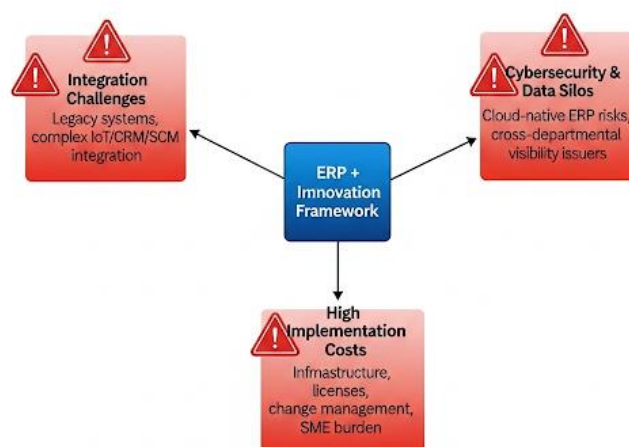 Integration
Challenges
Legacy systems,
complex IoT/CRM/SCM
integration
Cybersecurity &
Data Silos
Cloud-native ERP risks,
cross-departmental
visibility issuers
ERP +
Imnovation
Framework
High
Implementation
Costs
Infmrastructure,
licenses,
change management,
SME burden